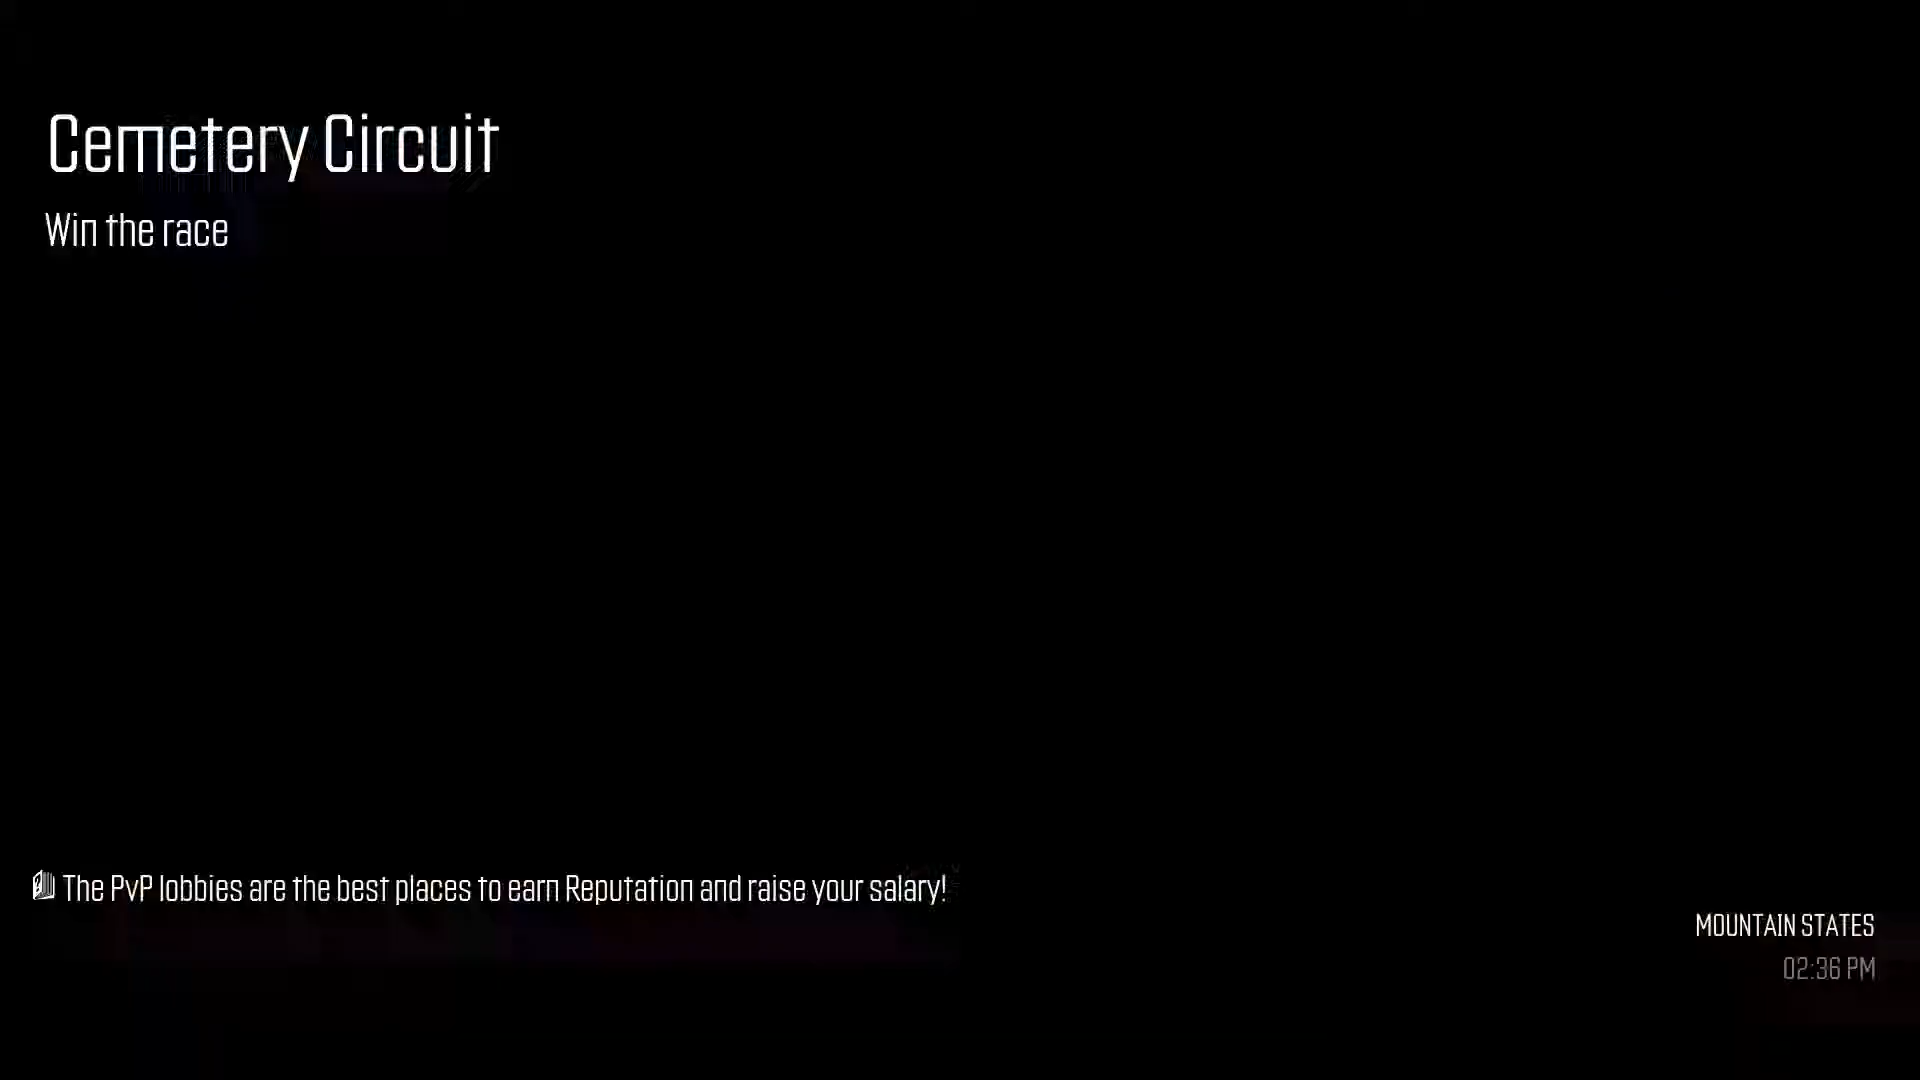 Cemetery Circuit
Win the race
The PvP lobbies are the best places to earn Reputation and raise your salary!
MOUNTAIN STATES
02:36 PM